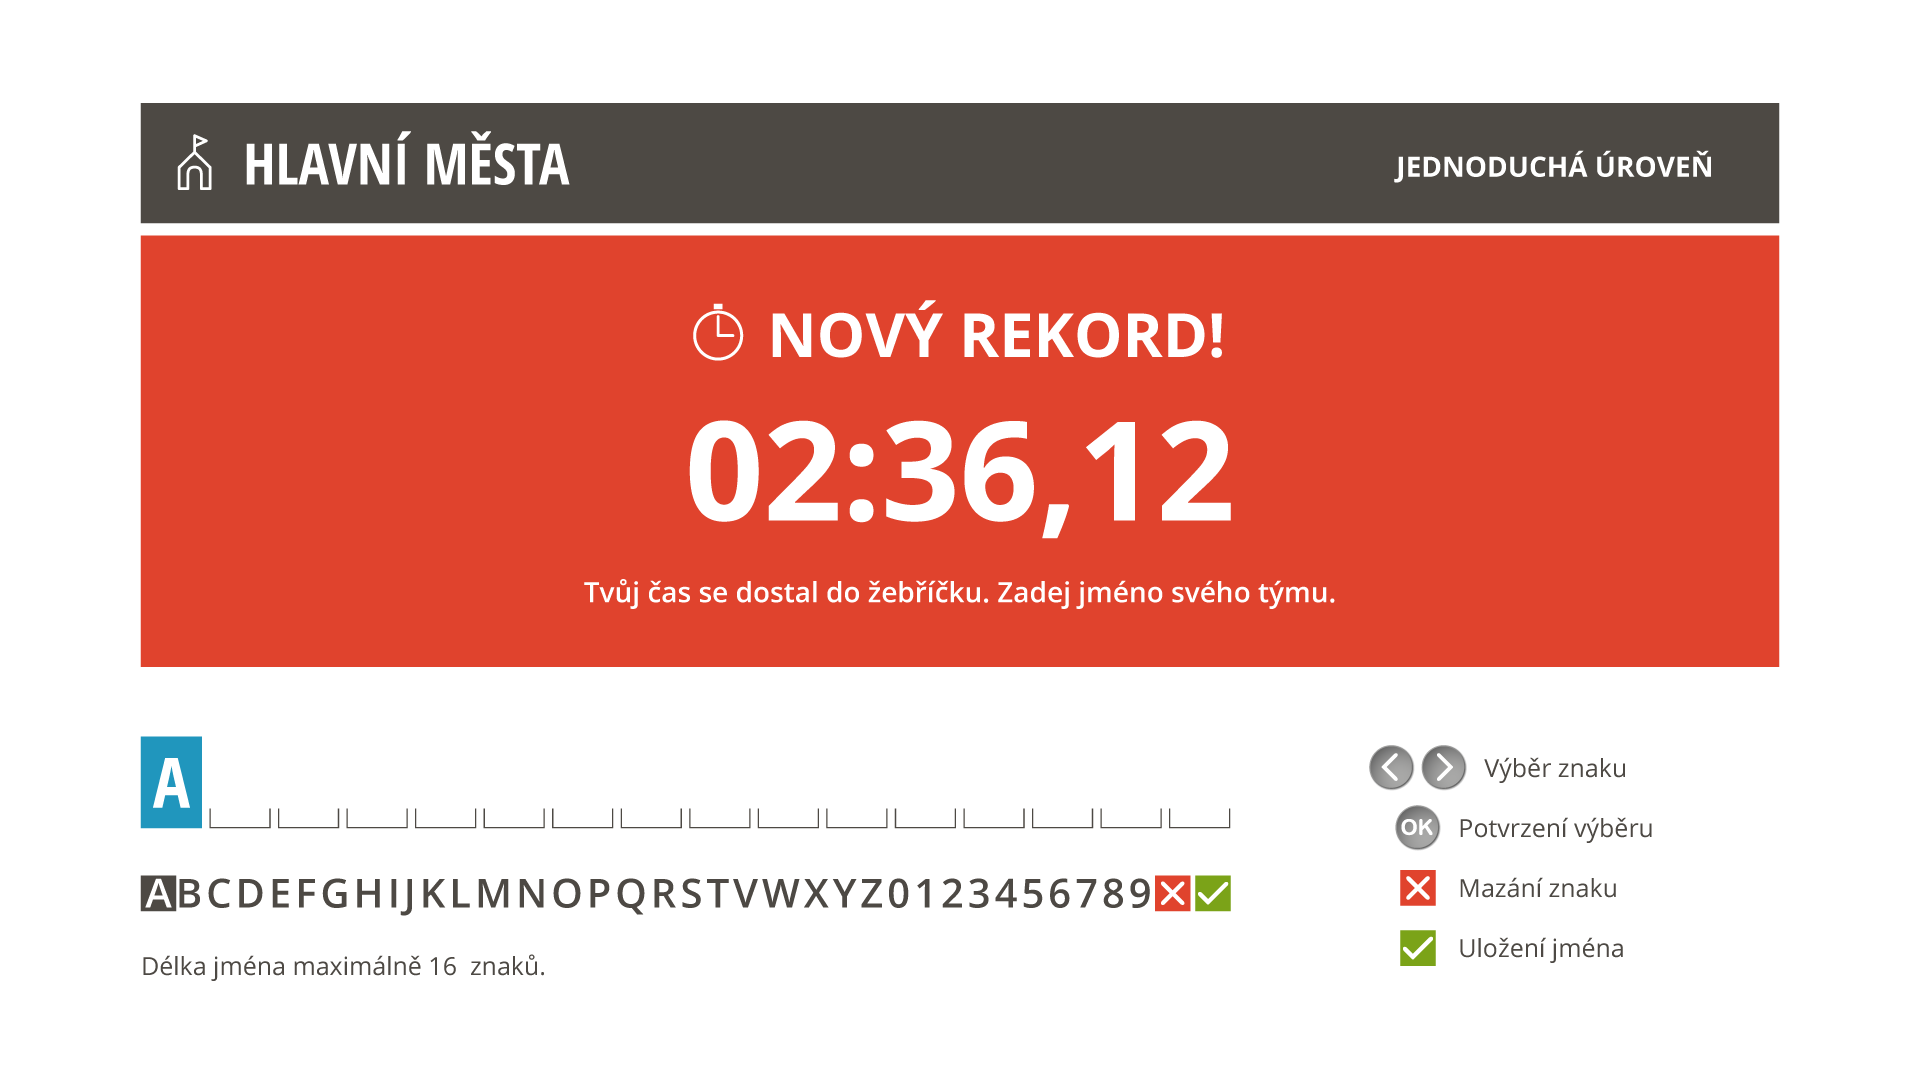 HLAVNÍ MĚSTA
JEDNODUCHÁ ÚROVEŇ
NOVÝ REKORD!
02:36,12
Tvůj čas se dostal do žebříčku. Zadej jméno svého týmu.
A
ABCDEFGHIJKLMNOPQRSTVWXYZ0123456789
Délka jména maximálně 16 znaků.
Výběr znaku
OK Potvrzení výběru
Mazání znaku
Uložení jména